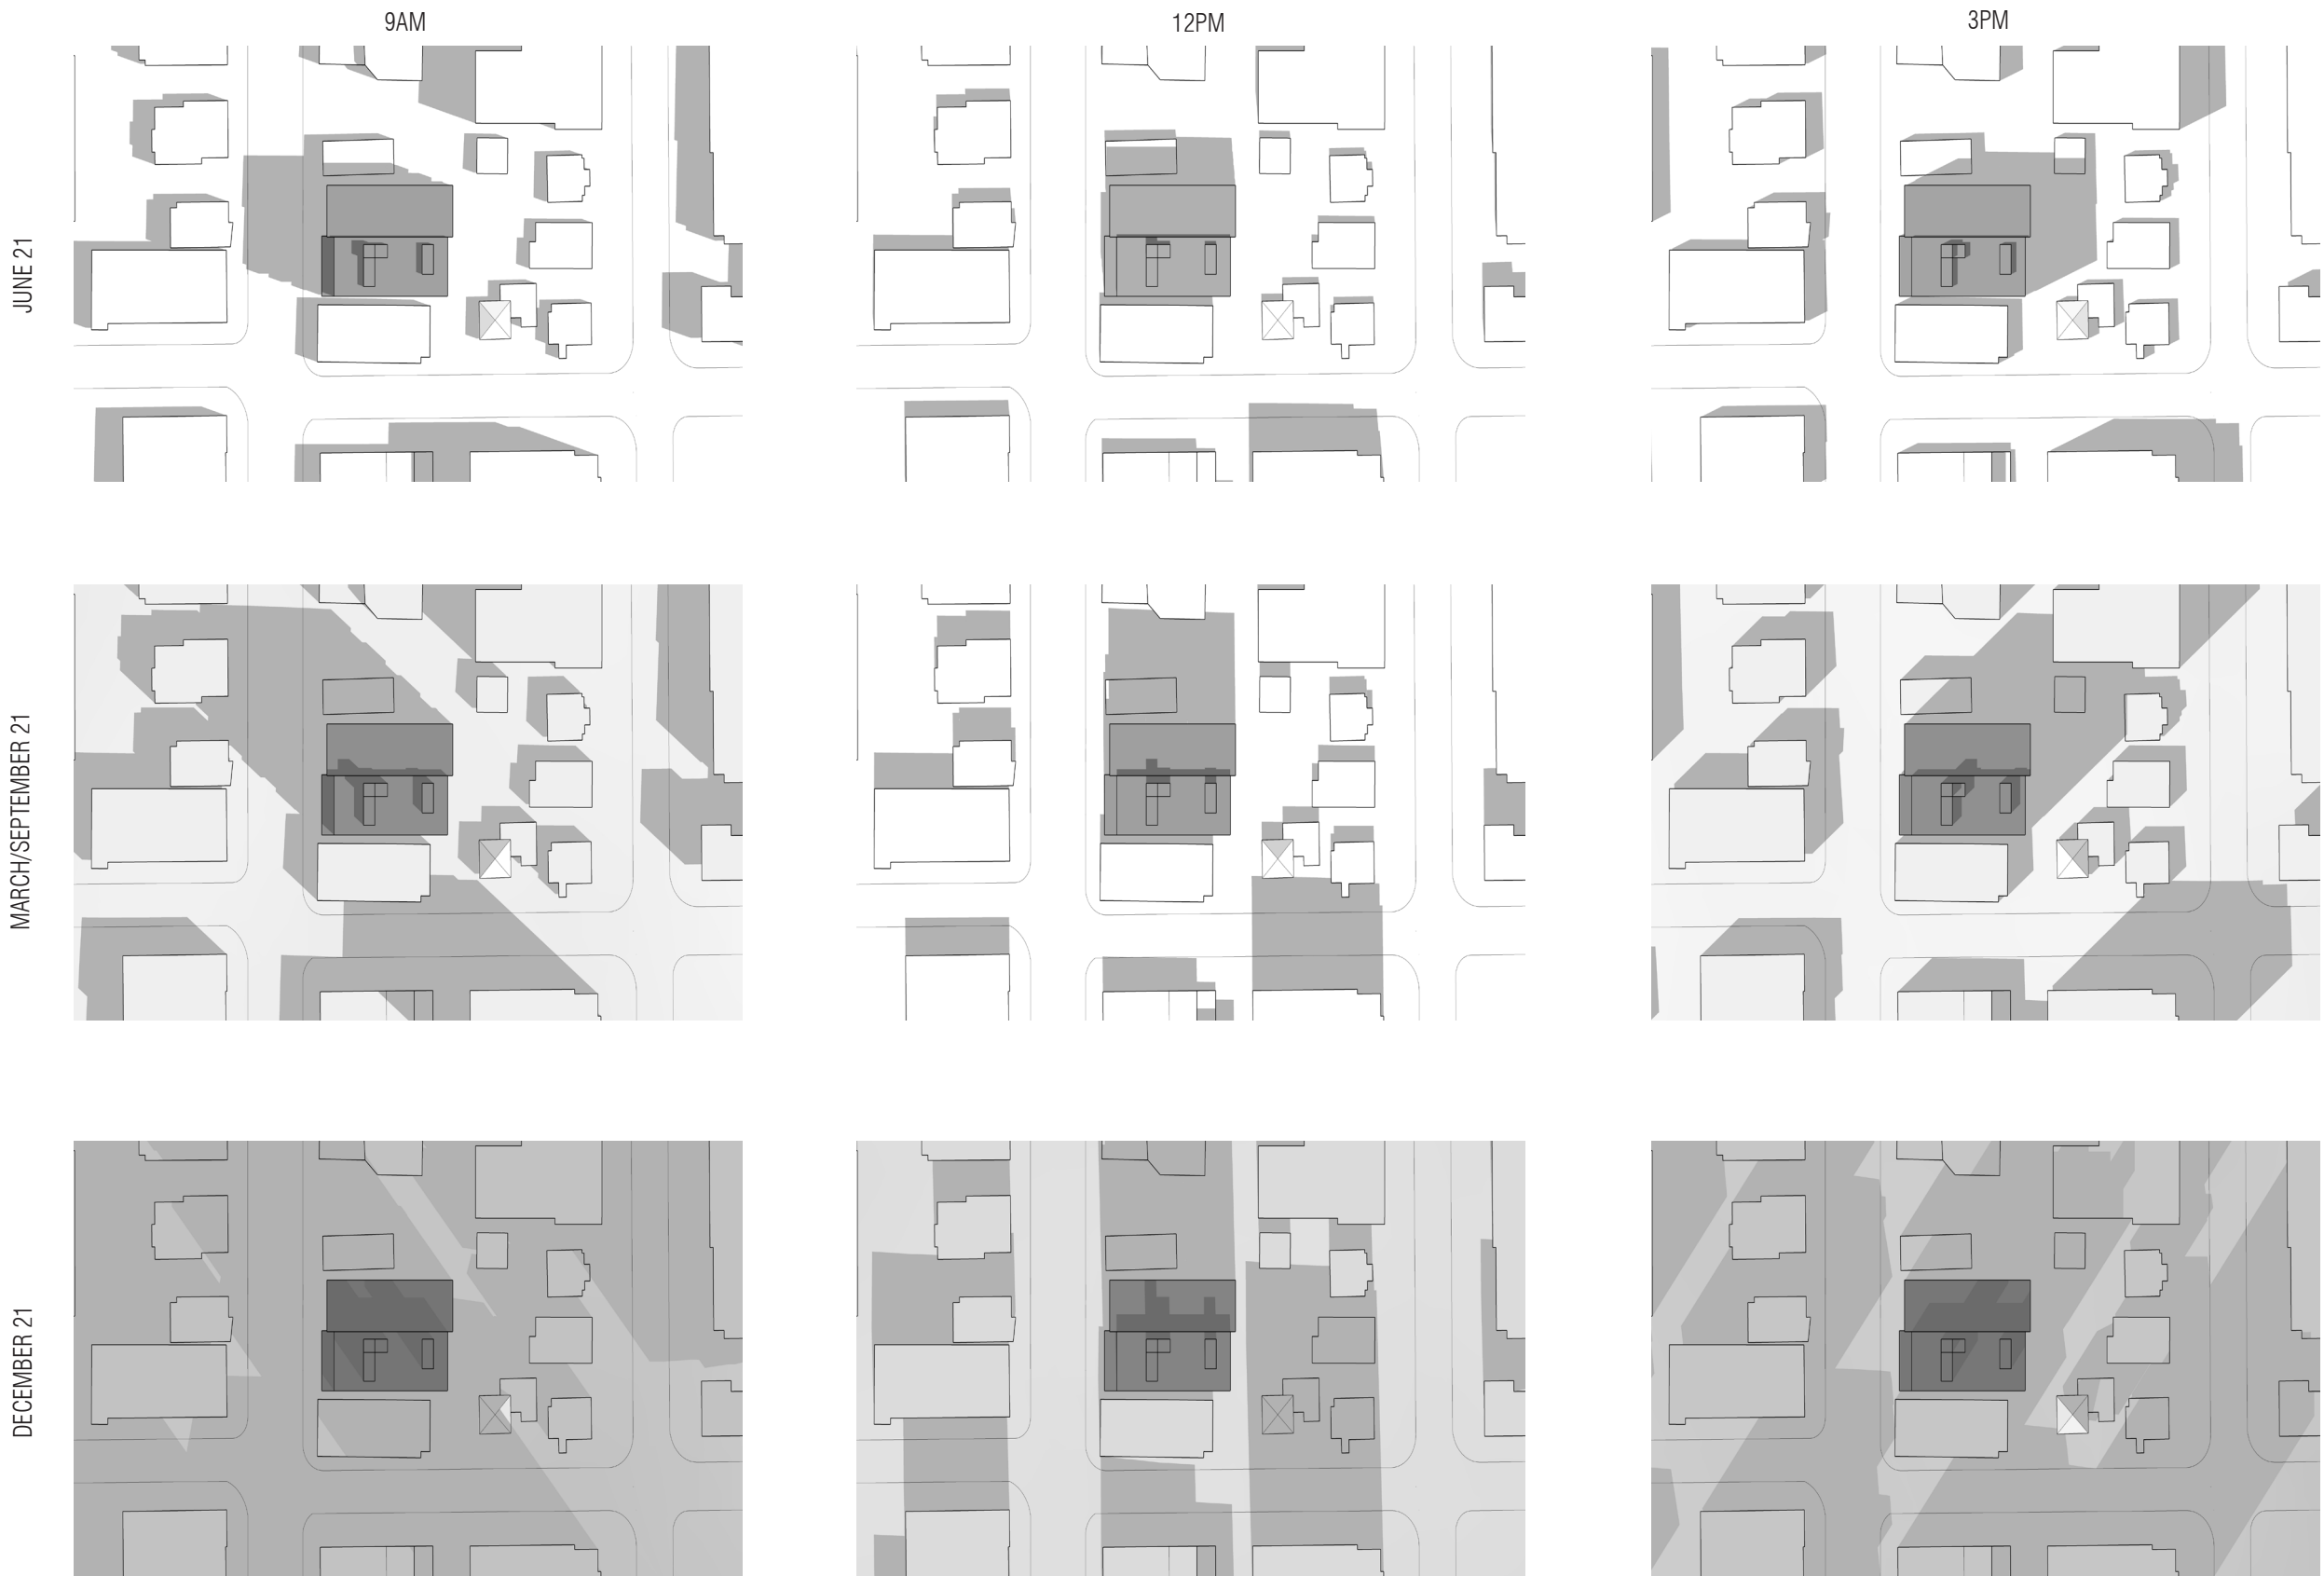 9AM
12PM
3PM
JUNE 21
MARCH/SEPTEMBER 21
DECEMBER 21